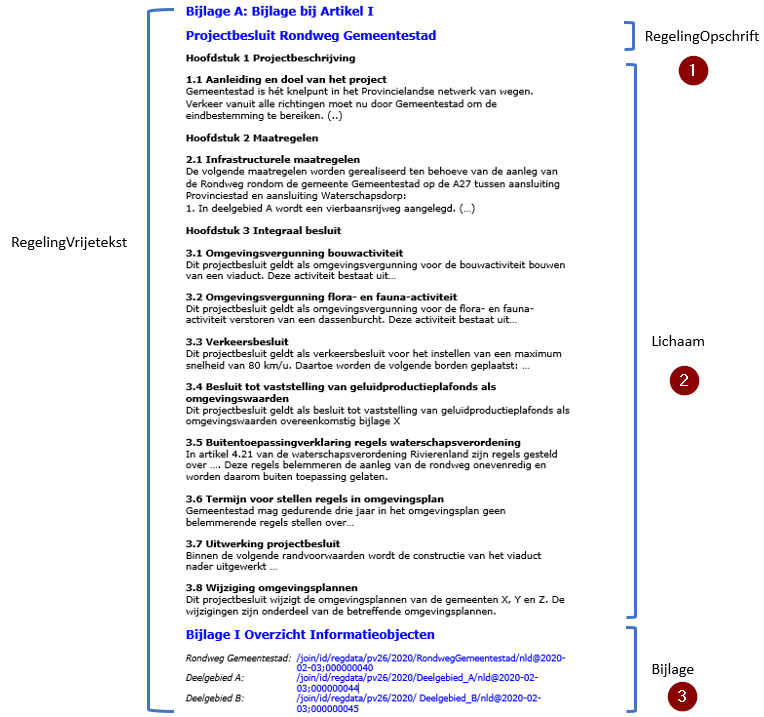 Bijlage A: Bijlage bij Artikel I
Projectbesluit Rondweg Gemeentestad
RegelingOpschrift
1
Hoofdstuk 1 Projectbeschrijving
1.1 Aanleiding en doel van het project
Gemeentestad is hét knelpunt in het Provincielandse netwerk van wegen.
Verkeer vanuit alle richtingen moet nu door Gemeentestad om de
eindbestemming te bereiken. (..)
Hoofdstuk 2 Maatregelen
2.1 Infrastructurele maatregelen
De volgende maatregelen worden gerealiseerd ten behoeve van de aanleg van
de Rondweg rondom de gemeente Gemeentestad op de A27 tussen aansluiting
Provinciestad en aansluiting Waterschapsdorp:
1. In deelgebied A wordt een vierbaansrijweg aangelegd. (…)
Hoofdstuk 3 Integraal besluit
RegelingVrijetekst
3.1 Omgevingsvergunning bouwactiviteit
Dit projectbesluit geldt als omgevingsvergunning voor de bouwactiviteit bouwen
van een viaduct. Deze activiteit bestaat uit…
3.2 Omgevingsvergunning flora- en fauna-activiteit
Dit projectbesluit geldt als omgevingsvergunning voor de flora- en fauna-
activiteit verstoren van een dassenburcht. Deze activiteit bestaat uit…
3.3 Verkeersbesluit
Dit projectbesluit geldt als verkeersbesluit voor het instellen van een maximum
snelheid van 80 km/u. Daartoe worden de volgende borden geplaatst: …
Lichaam
2
3.4 Besluit tot vaststelling van geluidproductieplafonds als
omgevingswaarden
Dit projectbesluit geldt als besluit tot vaststelling van geluidproductieplafonds als
omgevingswaarden overeenkomstig bijlage X
3.5 Buitentoepassingverklaring regels waterschapsverordening
In artikel 4.21 van de waterschapsverordening Rivierenland zijn regels gesteld
over …. Deze regels belemmeren de aanleg van de rondweg onevenredig en
worden daarom buiten toepassing gelaten.
3.6 Termijn voor stellen regels in omgevingsplan
Gemeentestad mag gedurende drie jaar in het omgevingsplan geen
belemmerende regels stellen over…
3.7 Uitwerking projectbesluit
Binnen de volgende randvoorwaarden wordt de constructie van het viaduct
nader uitgewerkt …
3.8 Wijziging omgevingsplannen
Dit projectbesluit wijzigt de omgevingsplannen van de gemeenten X, Y en Z. De
wijzigingen zijn onderdeel van de betreffende omgevingsplannen.
Bijlage I Overzicht Informatieobjecten
Rondweg Gemeentestad: /join/id/regdata/pv26/2020/RondwegGemeentestad/nld@2020-
02-03;000000040
Deelgebied A: /join/id/regdata/pv26/2020/Deelgebied_A/nld@2020-02-
03;000000044
Deelgebied B: /join/id/regdata/pv26/2020/ Deelgebied_B/nld@2020-02-
03;000000045
Bijlage
3